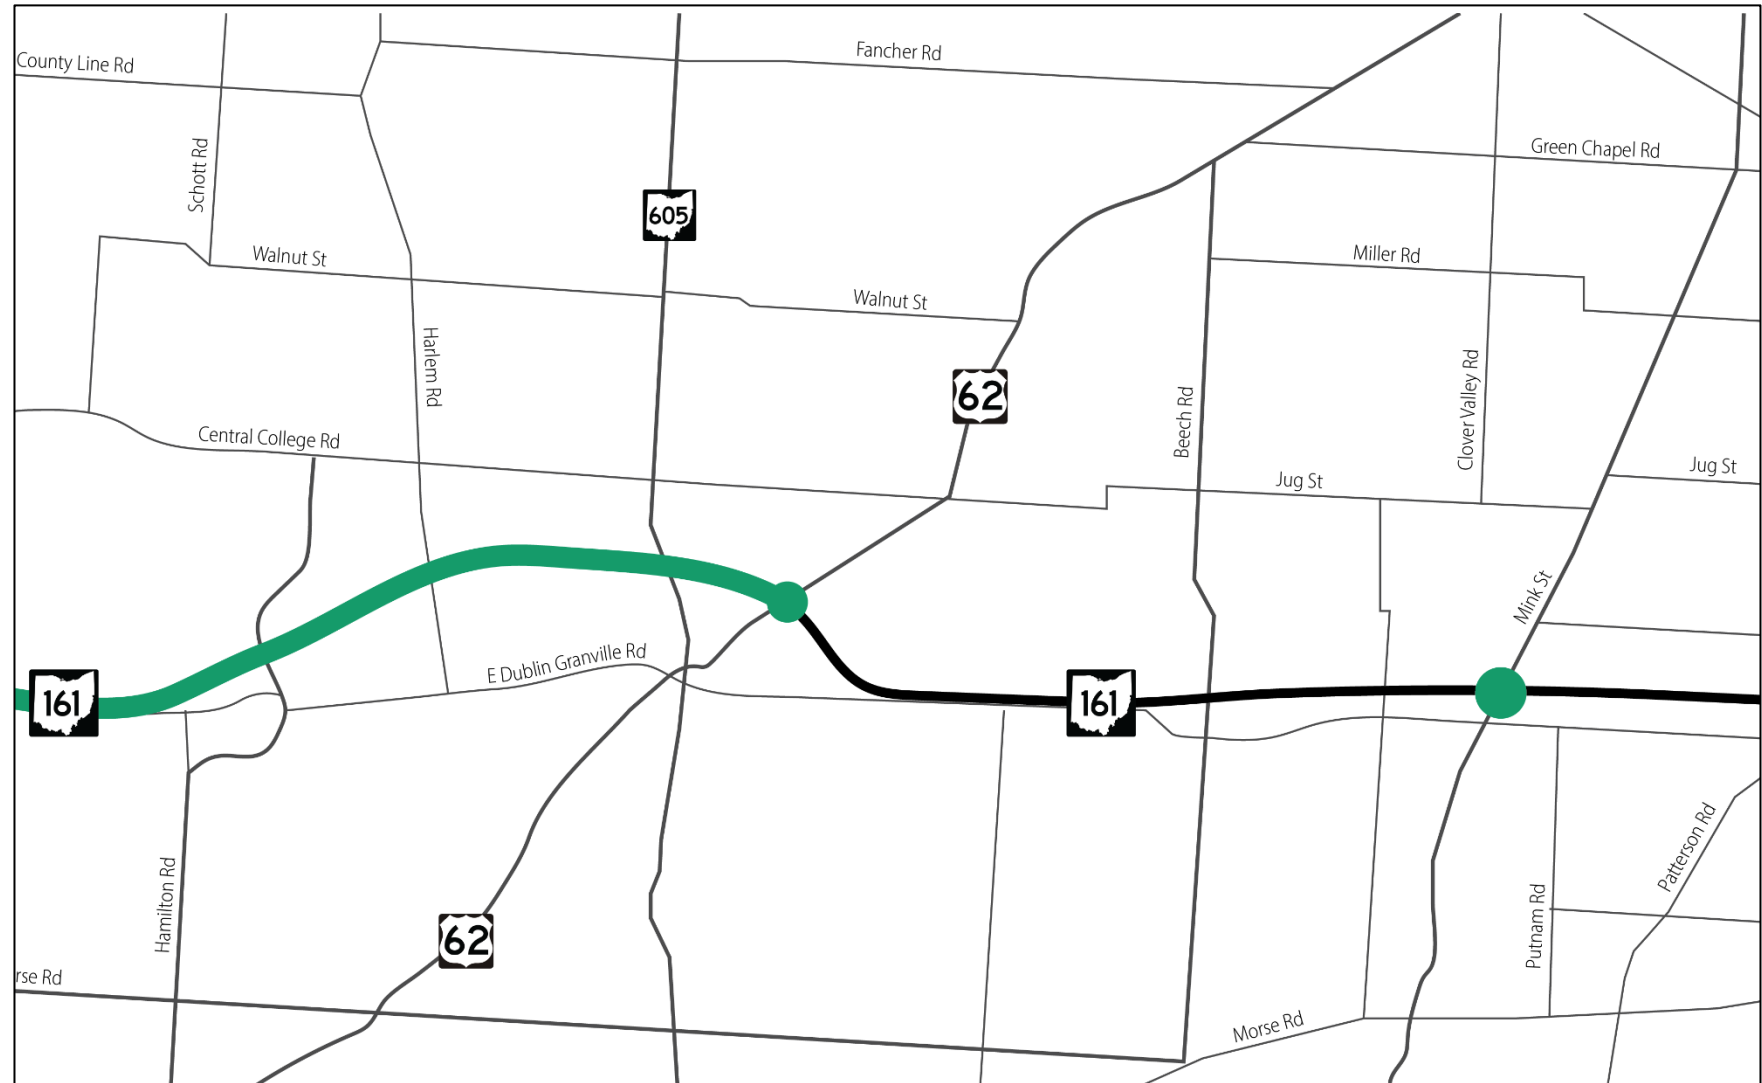 Fancher Rd
County Line Rd
Green Chapel Rd
Schott Rd
605
Walnut St
Miller Rd
Walnut St
Harlem Rd
62
Beech Rd
Clover Valley Rd
Central College Rd
Jug St
Jug St
Mink St
E Dublin Granville Rd
161
161
Patterson Rd
Hamilton Rd
Putnam Rd
62
rse Rd
Morse Rd